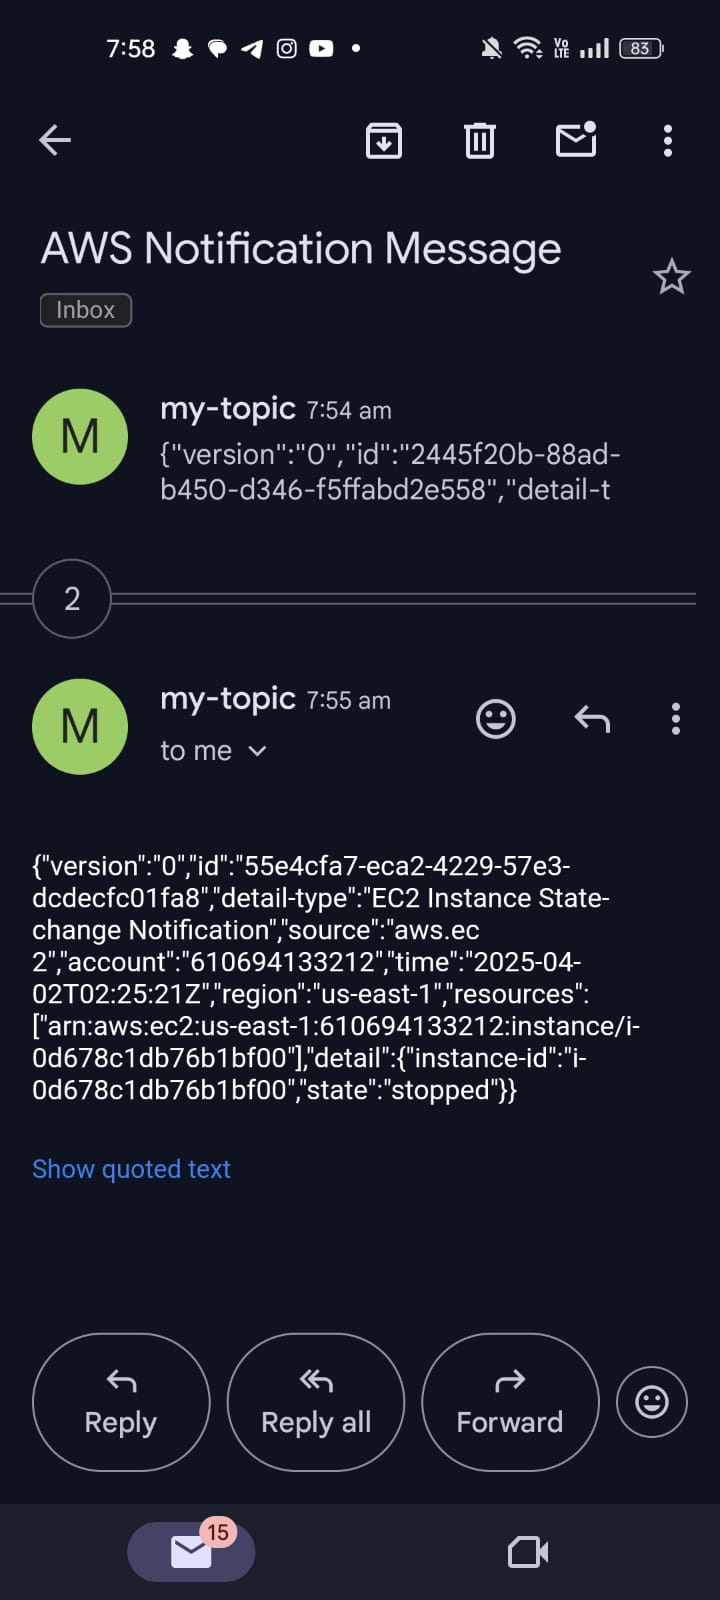 7:58
Vo
LTE
83
AWS Notification Message
Inbox
M
my-topic 7:54 am
{"version":"0","id":"2445f20b-88ad-
b450-d346-f5ffabd2e558","detail-t
2
M
my-topic 7:55 am
to me
{"version":"0","id":"55e4cfa7-eca2-4229-57e3-
dcdecfc01fa8","detail-type":"EC2 Instance State-
change Notification","source":"aws.ec
2","account":"610694133212","time":"2025-04-
02T02:25:21Z","region":"us-east-1","resources":
["arn:aws:ec2:us-east-1:610694133212:instance/i-
0d678c1db76b1bf00"],"detail":{"instance-id":"i-
0d678c1db76b1bf00","state":"stopped"}}
Show quoted text
Reply
Reply all
Forward
15